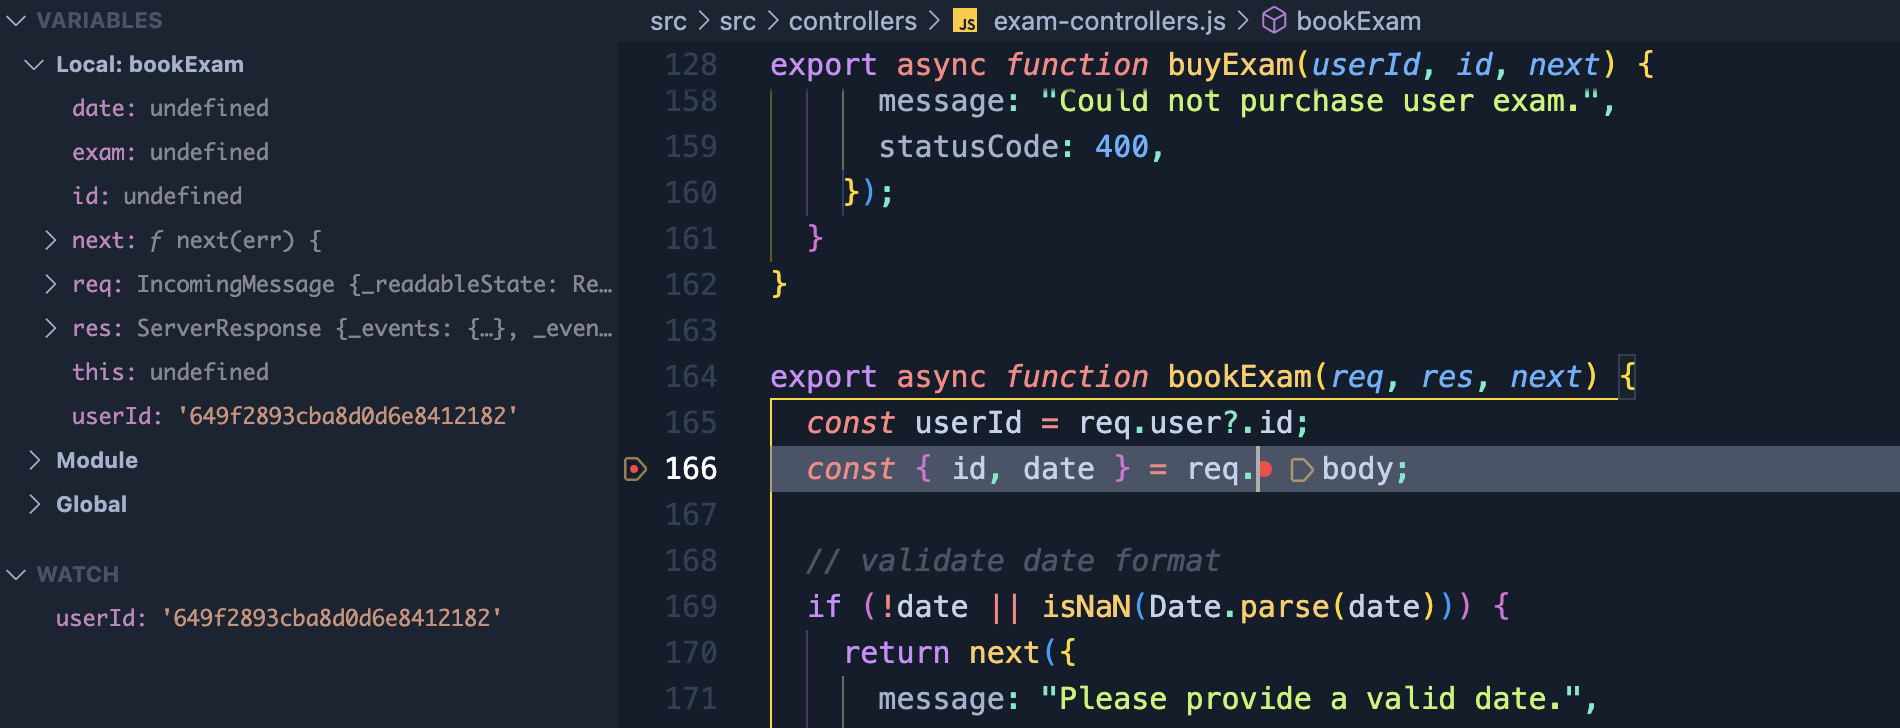 VARIABLES
Local: bookExam
date: undefined
exam: undefined
id: undefined
next: ƒ next(err) {
req: IncomingMessage {_readableState: Re…
res: ServerResponse {_events: {…}, _even…
this: undefined
userId: '649f2893cba8d0d6e8412182'
Module
Global
WATCH
userId: '649f2893cba8d0d6e8412182'
src > src > controllers > JS exam-controllers.js > bookExam
128 export async function buyExam(userId, id, next) {
158 message: "Could not purchase user exam.",
159 statusCode: 400,
160 });
161 }
162 }
163
164 export async function bookExam(req, res, next) {
165 const userId = req.user?.id;
166 const { id, date } = req.body;
167
168 // validate date format
169 if (!date || isNaN(Date.parse(date))) {
170 return next({
171 message: "Please provide a valid date.",